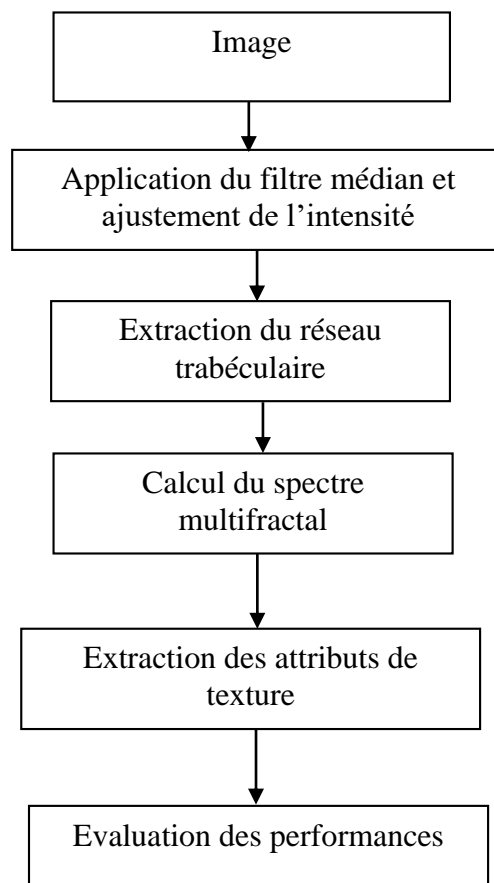 Image
Application du filtre médian et
ajustement de l’intensité
Extraction du réseau
trabéculaire
Calcul du spectre
multifractal
Extraction des attributs de
texture
Evaluation des performances